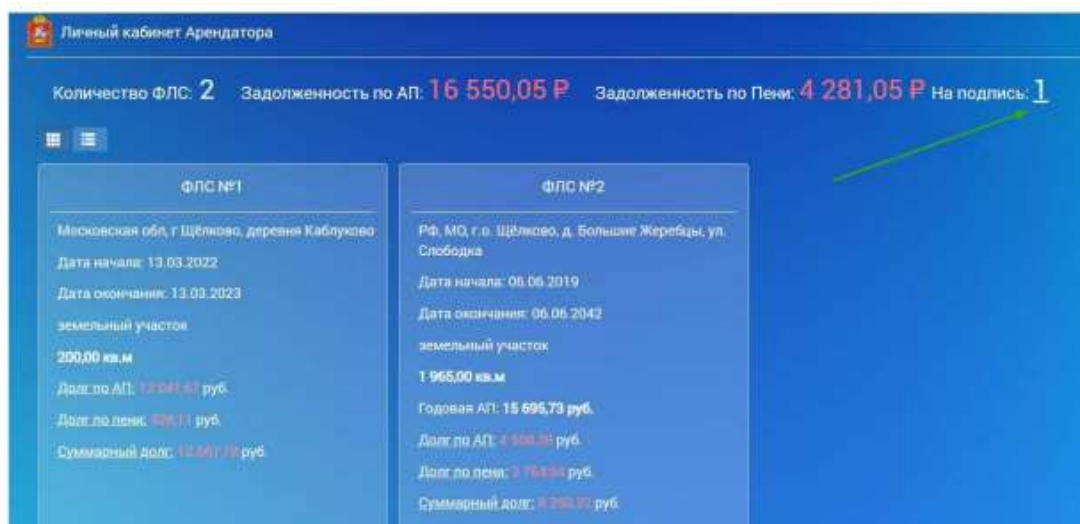 Личный кабинет Арендатора
Количество ФЛС: 2 Задолженность по АП: 16 550,05 ₽ Задолженность по Пени: 4 281,05 ₽ На подпись: 1
ФЛС №1
Московская обл, г Щёлково, деревня Каблуково
Дата начала: 13.03.2022
Дата окончания: 13.03.2023
земельный участок
200,00 кв.м
Долг по АП: руб.
Долг по пени: руб.
Суммарный долг: руб.
ФЛС №2
РФ, МО, г.о. Щёлково, д. Большие Жеребцы, ул.
Слободка
Дата начала: 06.06.2019
Дата окончания: 06.06.2042
земельный участок
1 965,00 кв.м
Годовая АП: 15 695,73 руб.
Долг по АП: руб.
Долг по пени: руб.
Суммарный долг: руб.